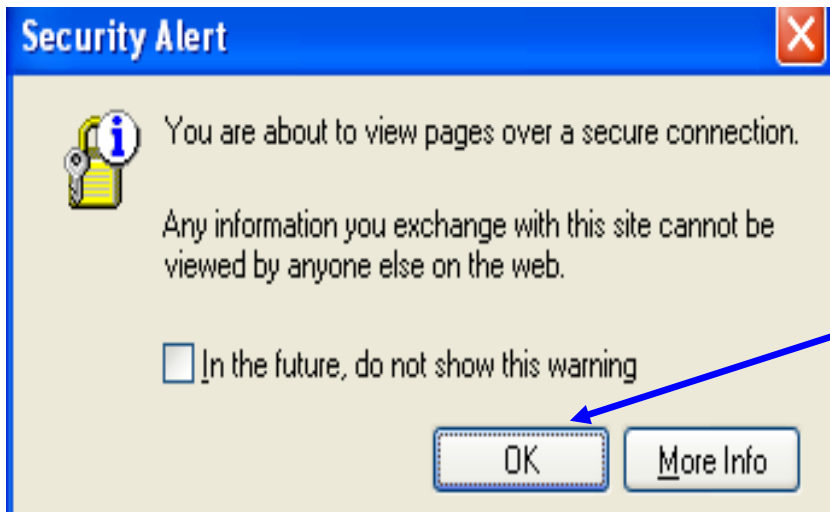 Security Alert
You are about to view pages over a secure connection.
Any information you exchange with this site cannot be
viewed by anyone else on the web.
In the future, do not show this warning
OK More Info